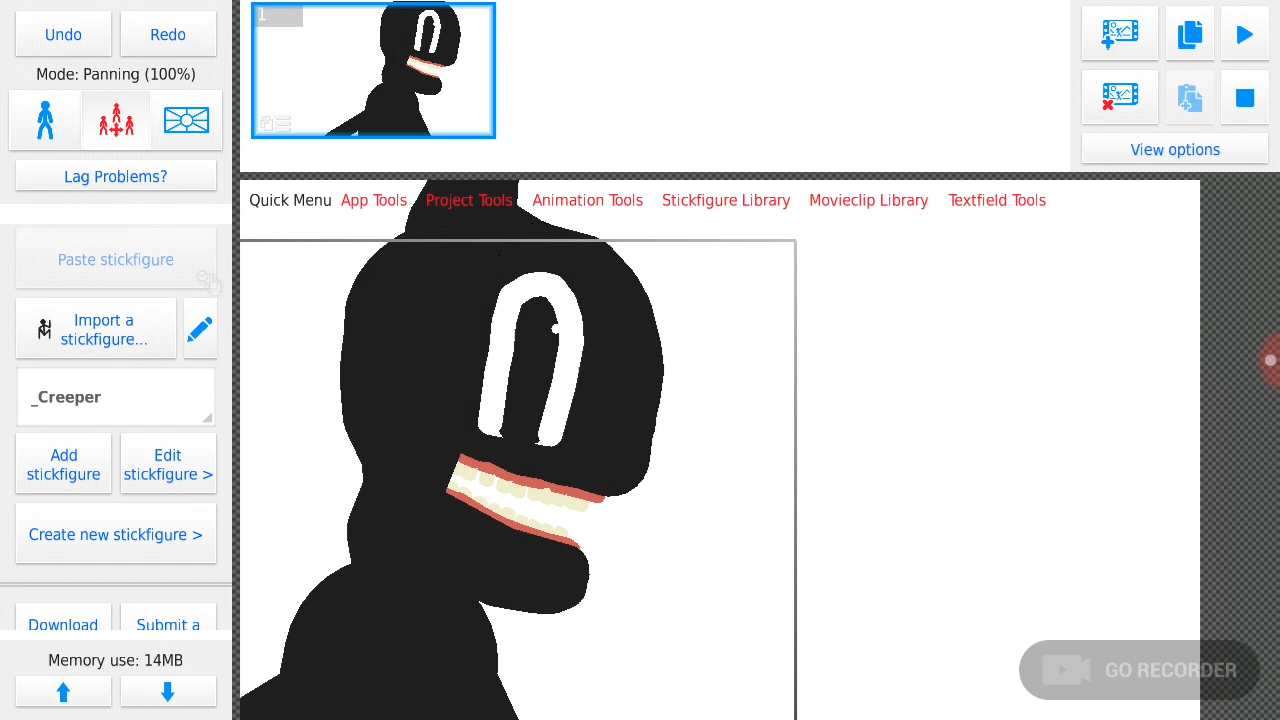 Undo
Redo
Mode: Panning (100%)
Lag Problems?
Paste stickfigure
Import a
stickfigure...
_Creeper
Add
stickfigure
Edit
stickfigure >
Create new stickfigure >
Download
Submit a
Memory use: 14MB
1
View options
Quick Menu App Tools Project Tools Animation Tools Stickfigure Library Movieclip Library Textfield Tools
GO RECORDER